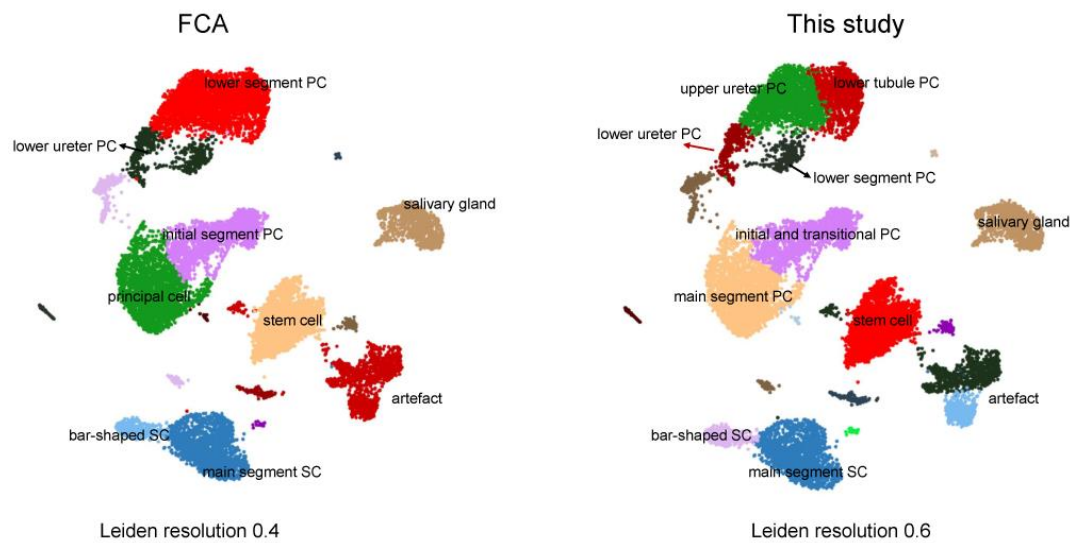 FCA
lower segment PC
lower ureter PC
salivary gland
initial segment PC
principal cell
stem cell
artefact
bar-shaped SC
main segment SC
Leiden resolution 0.4
This study
upper ureter PC
lower tubule PC
lower ureter PC
lower segment PC
salivary gland
initial and transitional PC
main segment PC
stem cell
artefact
bar-shaped SC
main segment SC
Leiden resolution 0.6